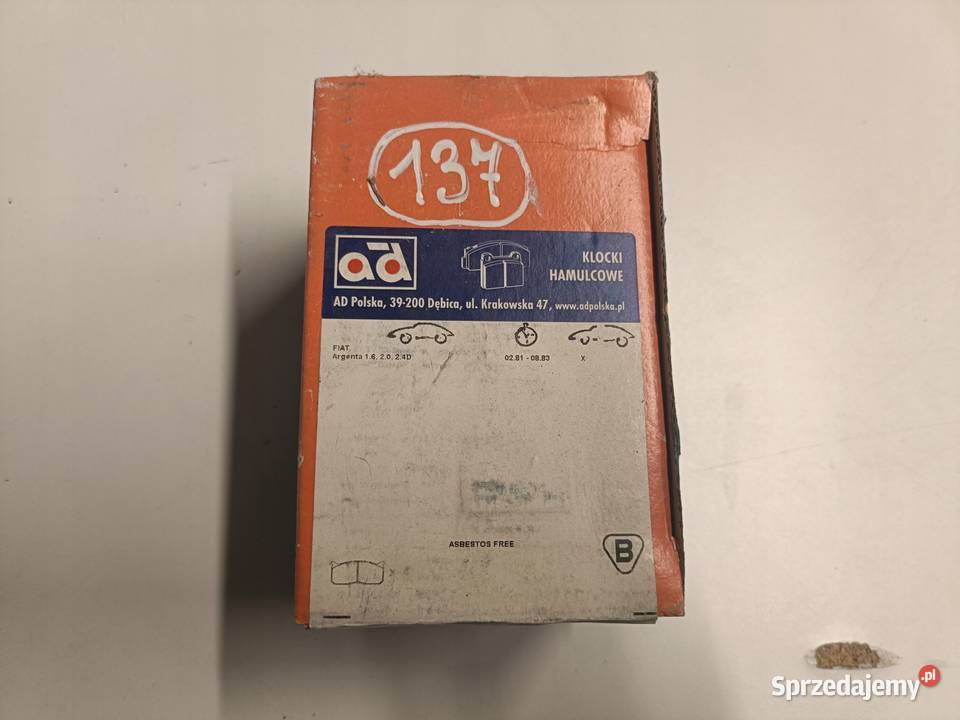 137
ad
KLOCKI
HAMULCOWE
AD Polska, 39-200 Dębica, ul. Krakowska 47, www.adpolska.pl
FIAT
Argenta 1.6, 2.0, 2.4D 02.81 - 08.83 X
ASBESTOS FREE
B
Sprzedajemy.pl